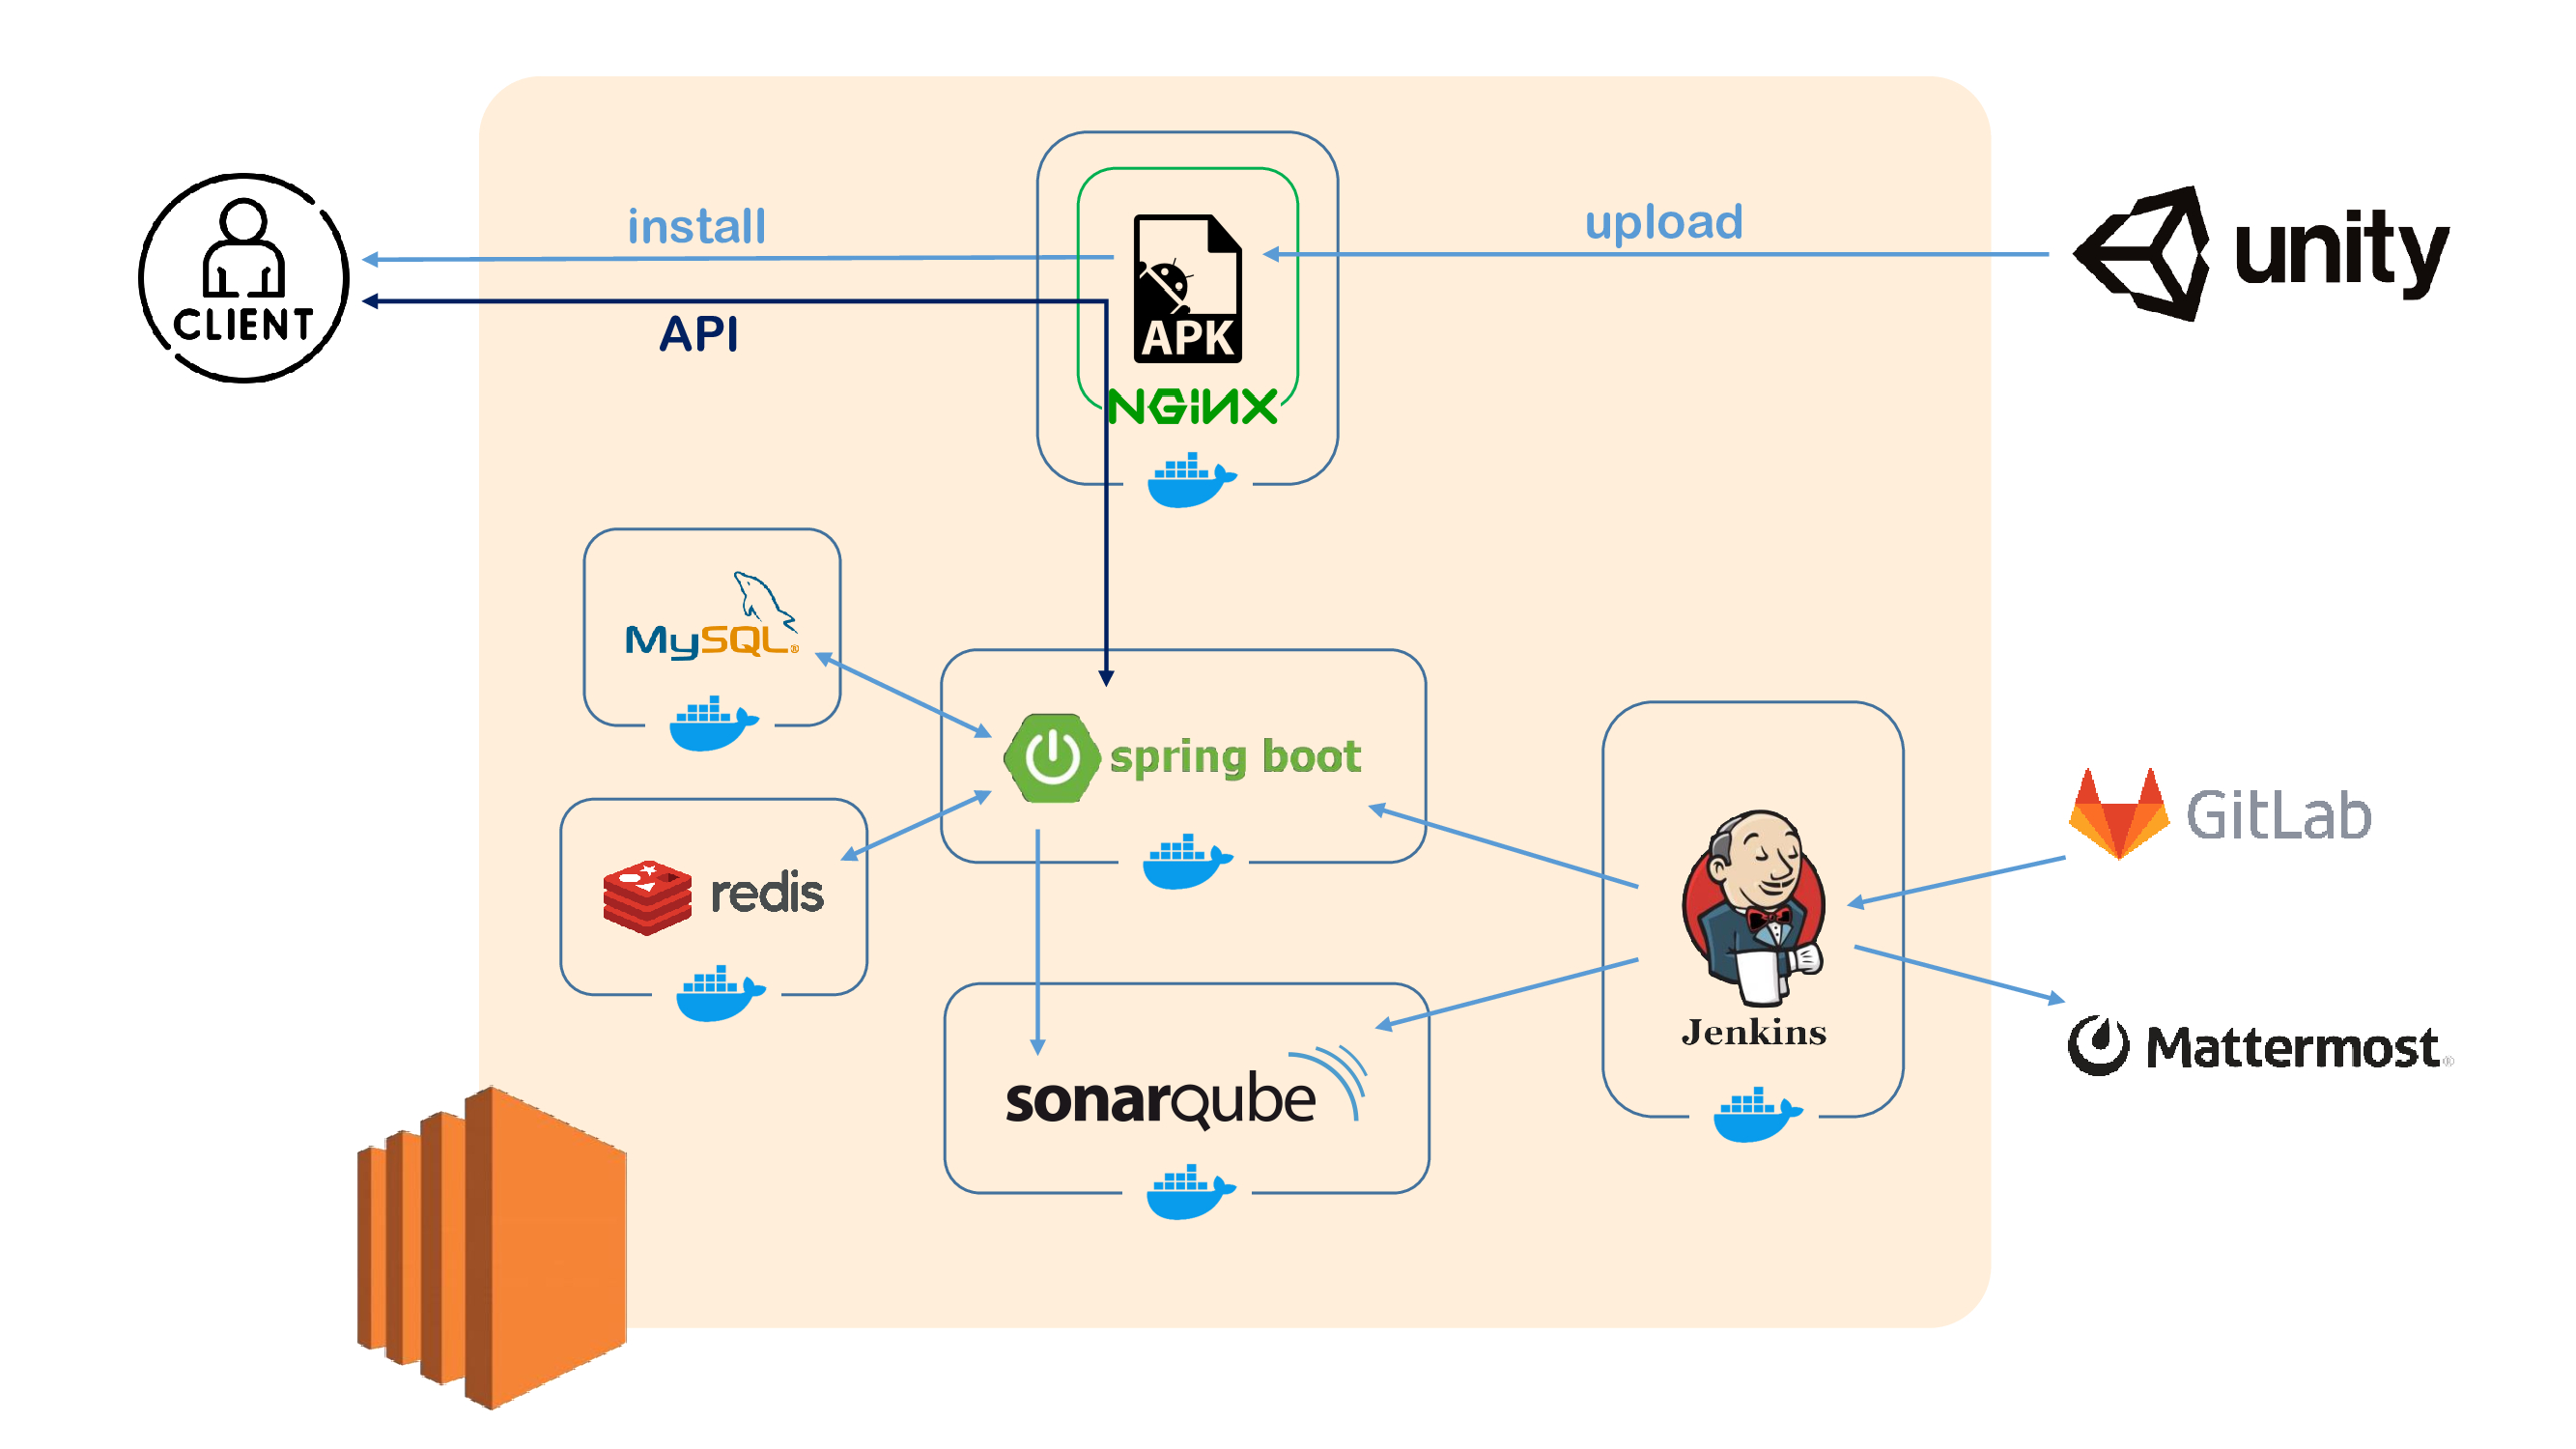 install
upload
unity
CLIENT
API
APK
NGINX
MySQL®
spring boot
redis
GitLab
Jenkins
Mattermost®
sonarqube